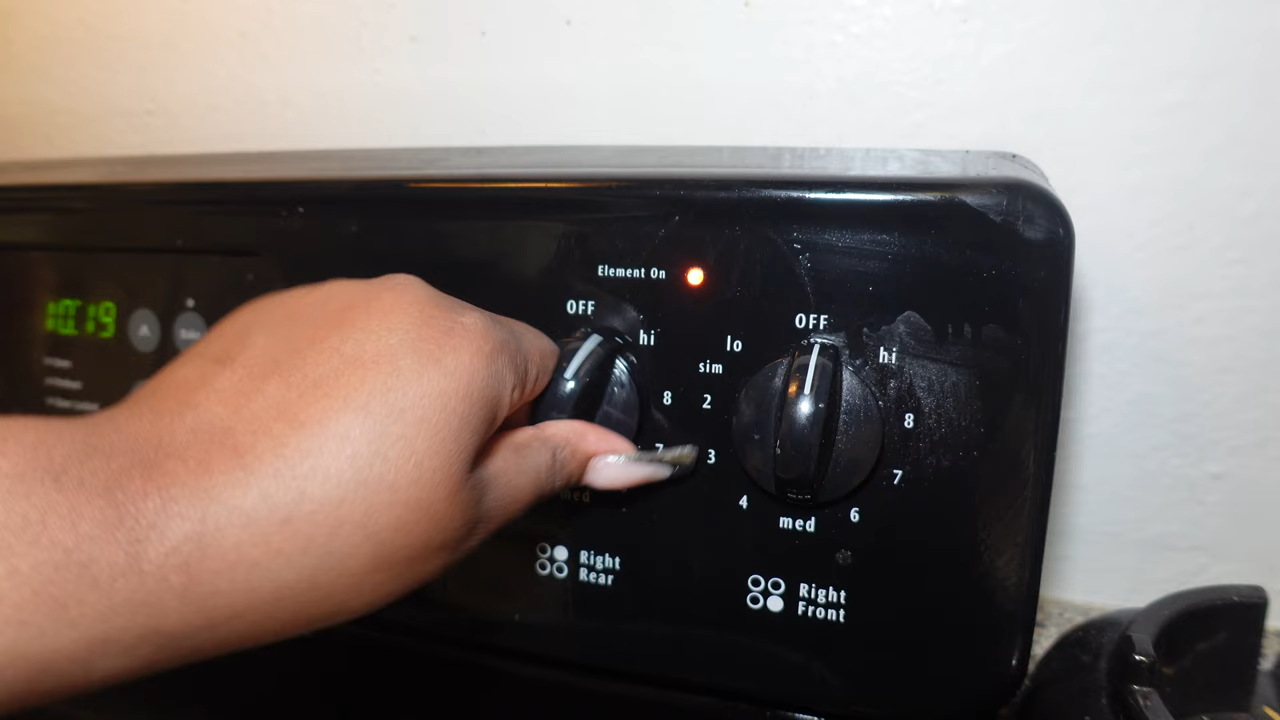 Element On
OFF
hi
8
7
med
Right
Rear
OFF
lo
sim
2
3
4
med
6
7
8
hi
Right
Front
10:19
A